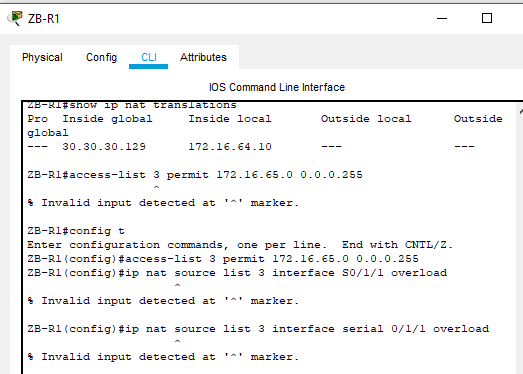 ZB-R1
Physical Config CLI Attributes
IOS Command Line Interface
ZB-R1#show ip nat translations
Pro Inside global Inside local Outside local Outside
global
--- 30.30.30.129 172.16.64.10 --- ---
ZB-R1#access-list 3 permit 172.16.65.0 0.0.0.255
^
% Invalid input detected at '^' marker.
ZB-R1#config t
Enter configuration commands, one per line. End with CNTL/Z.
ZB-R1(config)#access-list 3 permit 172.16.65.0 0.0.0.255
ZB-R1(config)#ip nat source list 3 interface S0/1/1 overload
^
% Invalid input detected at '^' marker.
ZB-R1(config)#ip nat source list 3 interface serial 0/1/1 overload
^
% Invalid input detected at '^' marker.